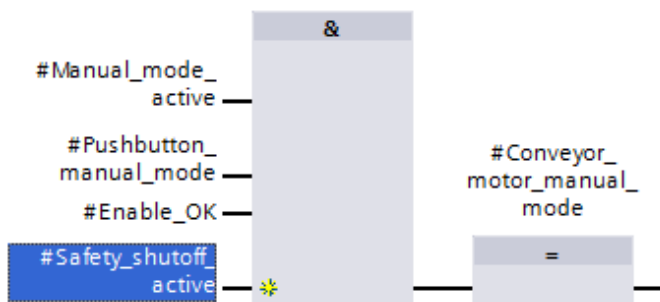 &
#Manual_mode_
active
#Pushbutton_
manual_mode
#Enable_OK
#Safety_shutoff_
active
#Conveyor_
motor_manual_
mode
=